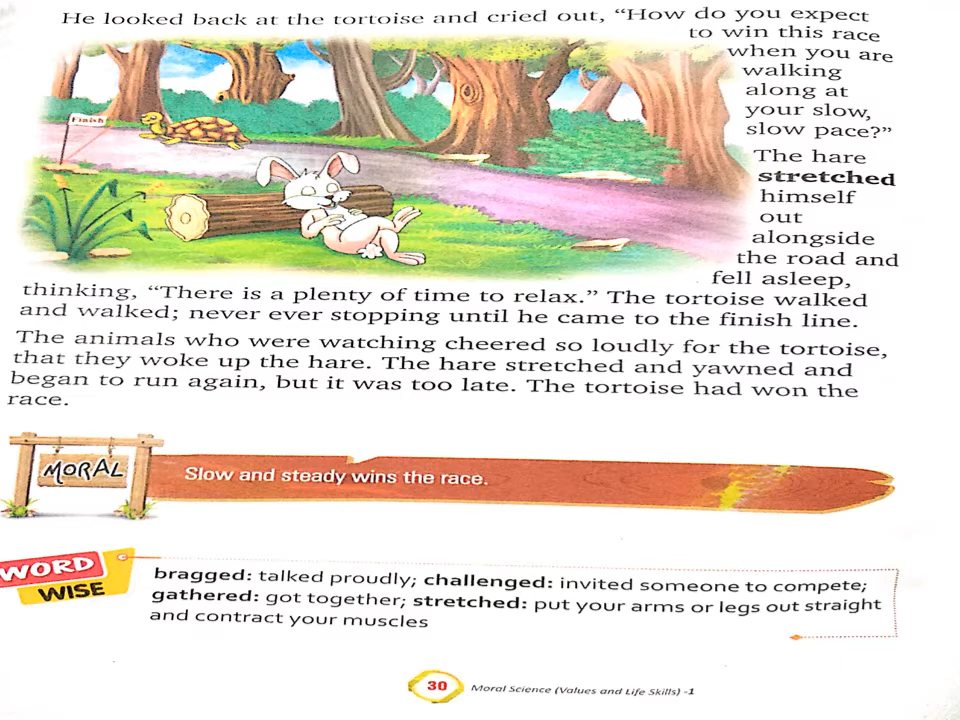 He looked back at the tortoise and cried out, “How do you expect
to win this race
when you are
walking
along at
your slow,
slow pace?”
Finish
The hare
stretched
himself
out
alongside
the road and
fell asleep,
thinking, “There is a plenty of time to relax.” The tortoise walked
and walked; never ever stopping until he came to the finish line.
The animals who were watching cheered so loudly for the tortoise,
that they woke up the hare. The hare stretched and yawned and
began to run again, but it was too late. The tortoise had won the
race.
MORAL
Slow and steady wins the race.
WORD
WISE
bragged: talked proudly; challenged: invited someone to compete;
gathered: got together; stretched: put your arms or legs out straight
and contract your muscles
30
Moral Science (Values and Life Skills) -1